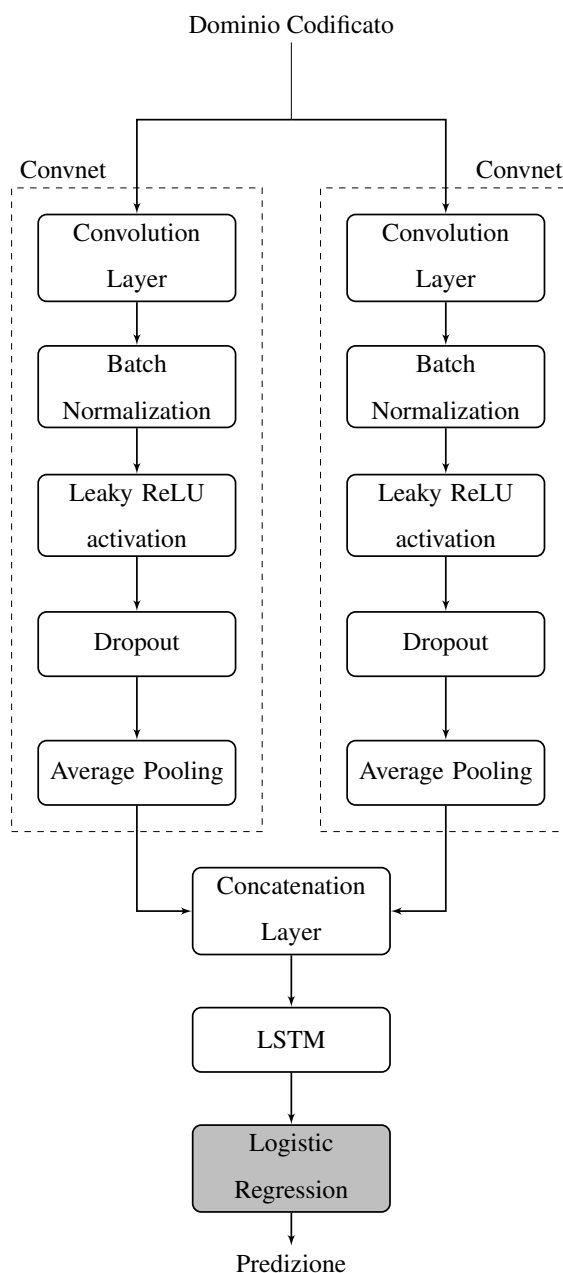 Dominio Codificato
Convnet
Convolution
Layer
Batch
Normalization
Leaky ReLU
activation
Dropout
Average Pooling
Convnet
Convolution
Layer
Batch
Normalization
Leaky ReLU
activation
Dropout
Average Pooling
Concatenation
Layer
LSTM
Logistic
Regression
Predizione